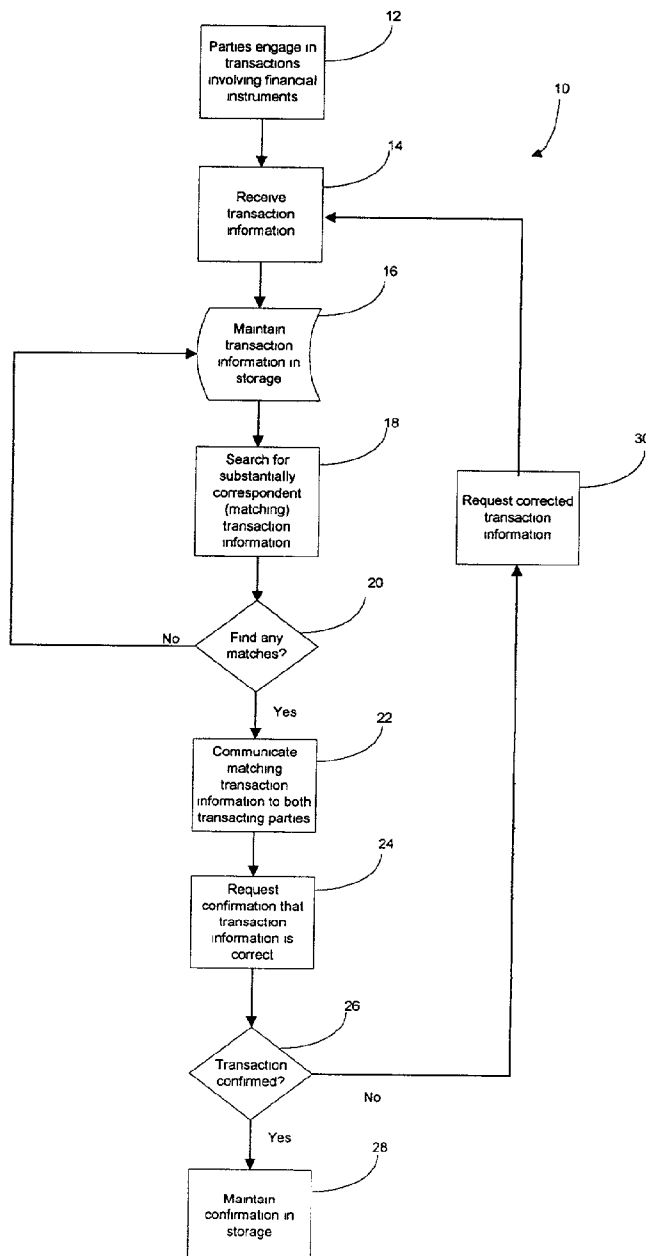 12
Parties engage in
transactions
involving financial
instruments
10
14
Receive
transaction
information
16
Maintain
transaction
information in
storage
18
Search for
substantially
correspondent
(matching)
transaction
information
30
Request corrected
transaction
information
20
Find any
matches?
No
Yes
22
Communicate
matching
transaction
information to both
transacting parties
24
Request
confirmation that
transaction
information is
correct
26
Transaction
confirmed?
No
Yes
28
Maintain
confirmation in
storage